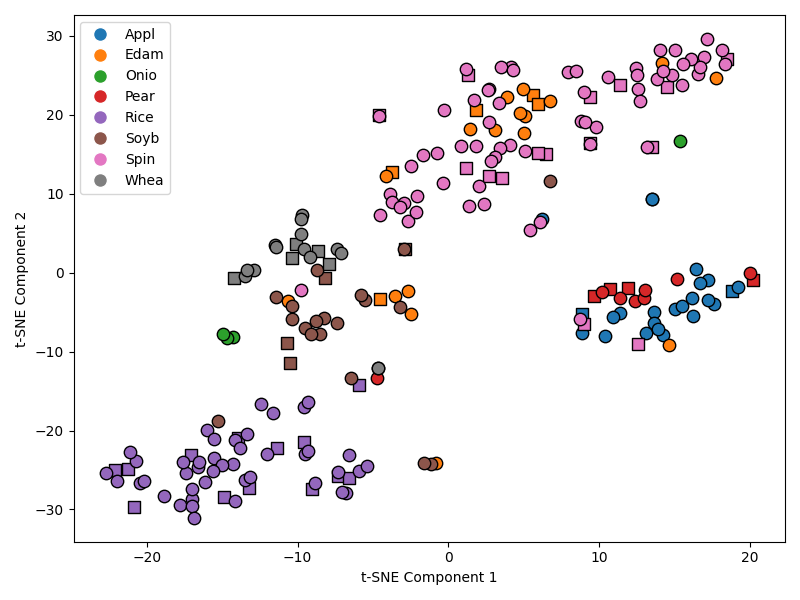 Appl
Edam
Onio
Pear
Rice
Soyb
Spin
Whea
30
20
10
0
−10
−20
−30
−20
−10
0
10
20
t-SNE Component 2
t-SNE Component 1